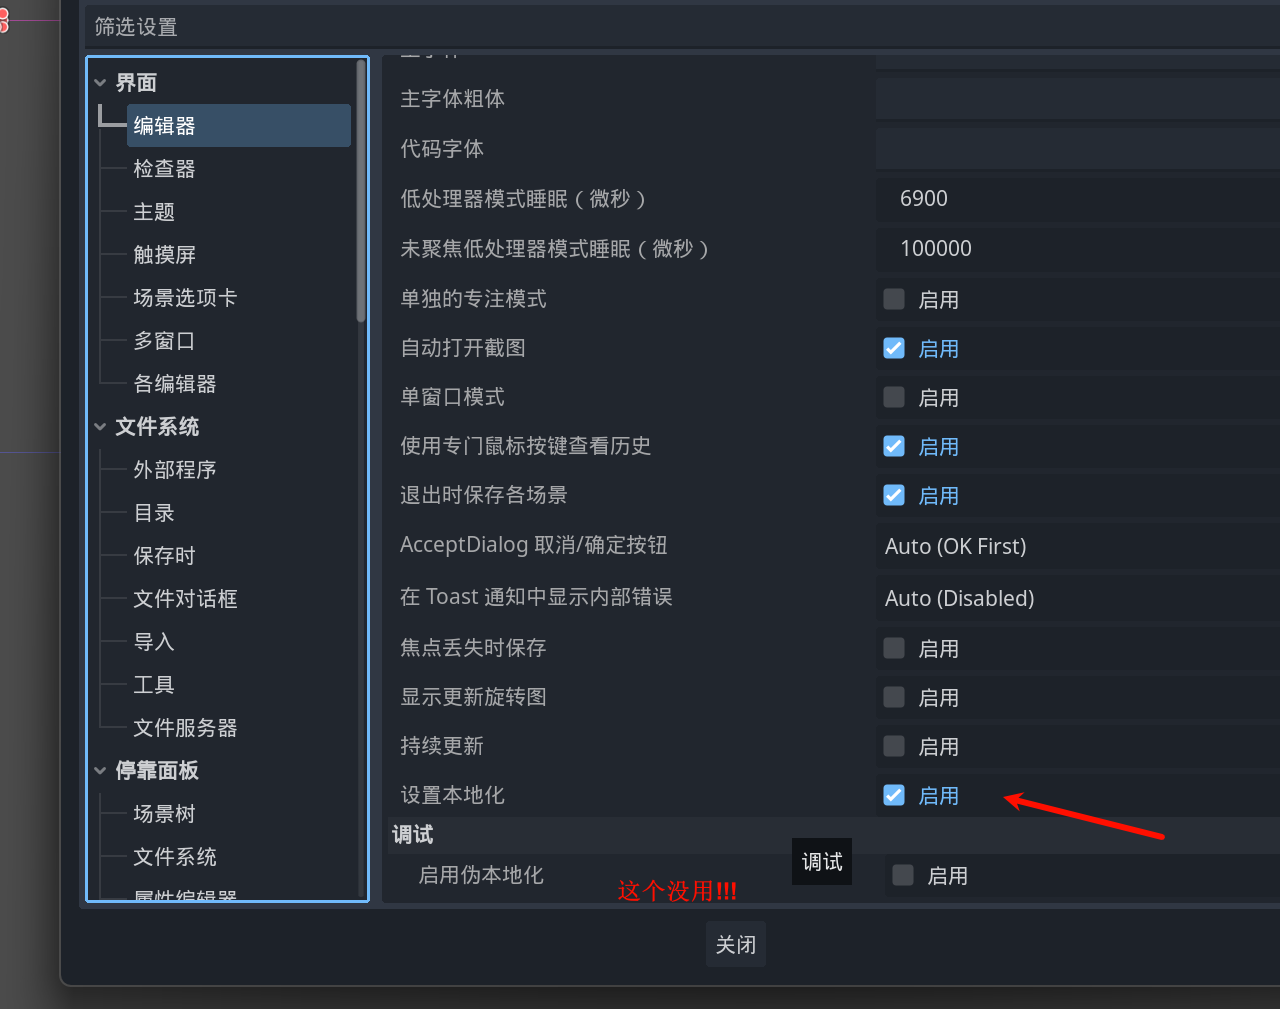 筛选设置
界面
编辑器
检查器
主题
触摸屏
场景选项卡
多窗口
各编辑器
文件系统
外部程序
目录
保存时
文件对话框
导入
工具
文件服务器
停靠面板
场景树
文件系统
属性编辑器
主字体粗体
代码字体
低处理器模式睡眠（微秒） 6900
未聚焦低处理器模式睡眠（微秒） 100000
单独的专注模式 启用
自动打开截图 启用
单窗口模式 启用
使用专门鼠标按键查看历史 启用
退出时保存各场景 启用
AcceptDialog 取消/确定按钮 Auto (OK First)
在 Toast 通知中显示内部错误 Auto (Disabled)
焦点丢失时保存 启用
显示更新旋转图 启用
持续更新 启用
设置本地化 启用
调试
启用伪本地化 启用
调试
这个没用!!!
关闭